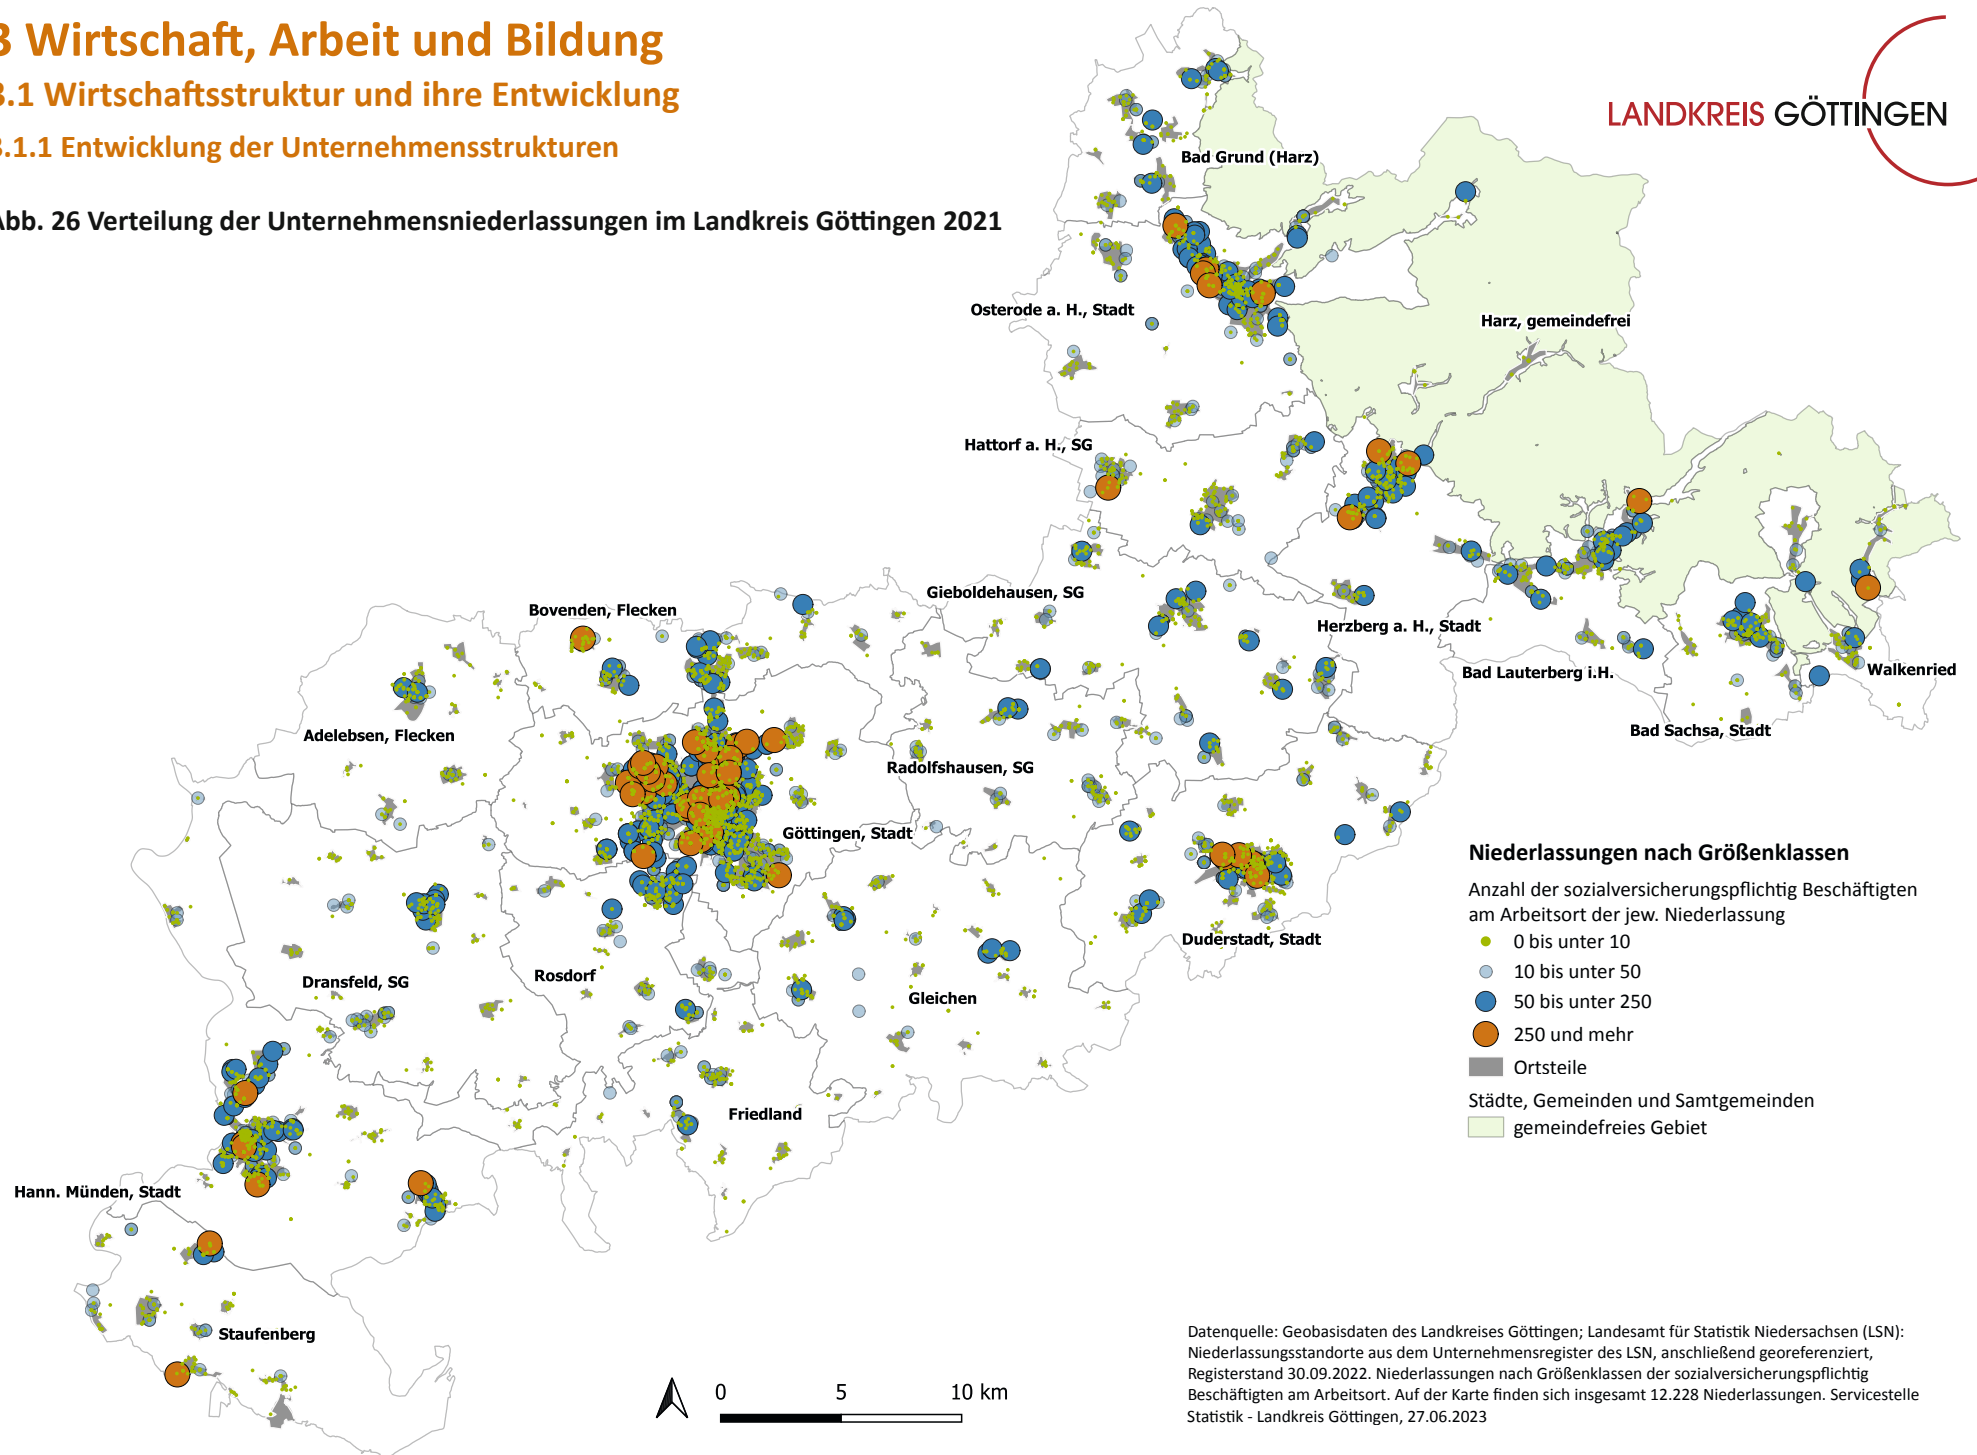 3 Wirtschaft, Arbeit und Bildung
3.1 Wirtschaftsstruktur und ihre Entwicklung
3.1.1 Entwicklung der Unternehmensstrukturen
Abb. 26 Verteilung der Unternehmensniederlassungen im Landkreis Göttingen 2021
LANDKREIS GÖTTINGEN
Bad Grund (Harz)
Osterode a. H., Stadt
Harz, gemeindefrei
Hattorf a. H., SG
Gieboldehausen, SG
Bovenden, Flecken
Herzberg a. H., Stadt
Bad Lauterberg i.H.
Walkenried
Bad Sachsa, Stadt
Adelebsen, Flecken
Radolfshausen, SG
Göttingen, Stadt
Duderstadt, Stadt
Dransfeld, SG
Rosdorf
Gleichen
Friedland
Hann. Münden, Stadt
Staufenberg
Niederlassungen nach Größenklassen
Anzahl der sozialversicherungspflichtig Beschäftigten
am Arbeitsort der jew. Niederlassung
0 bis unter 10
10 bis unter 50
50 bis unter 250
250 und mehr
Ortsteile
Städte, Gemeinden und Samtgemeinden
gemeindefreies Gebiet
0 5 10 km
Datenquelle: Geobasisdaten des Landkreises Göttingen; Landesamt für Statistik Niedersachsen (LSN):
Niederlassungsstandorte aus dem Unternehmensregister des LSN, anschließend georeferenziert,
Registerstand 30.09.2022. Niederlassungen nach Größenklassen der sozialversicherungspflichtig
Beschäftigten am Arbeitsort. Auf der Karte finden sich insgesamt 12.228 Niederlassungen. Servicestelle
Statistik - Landkreis Göttingen, 27.06.2023